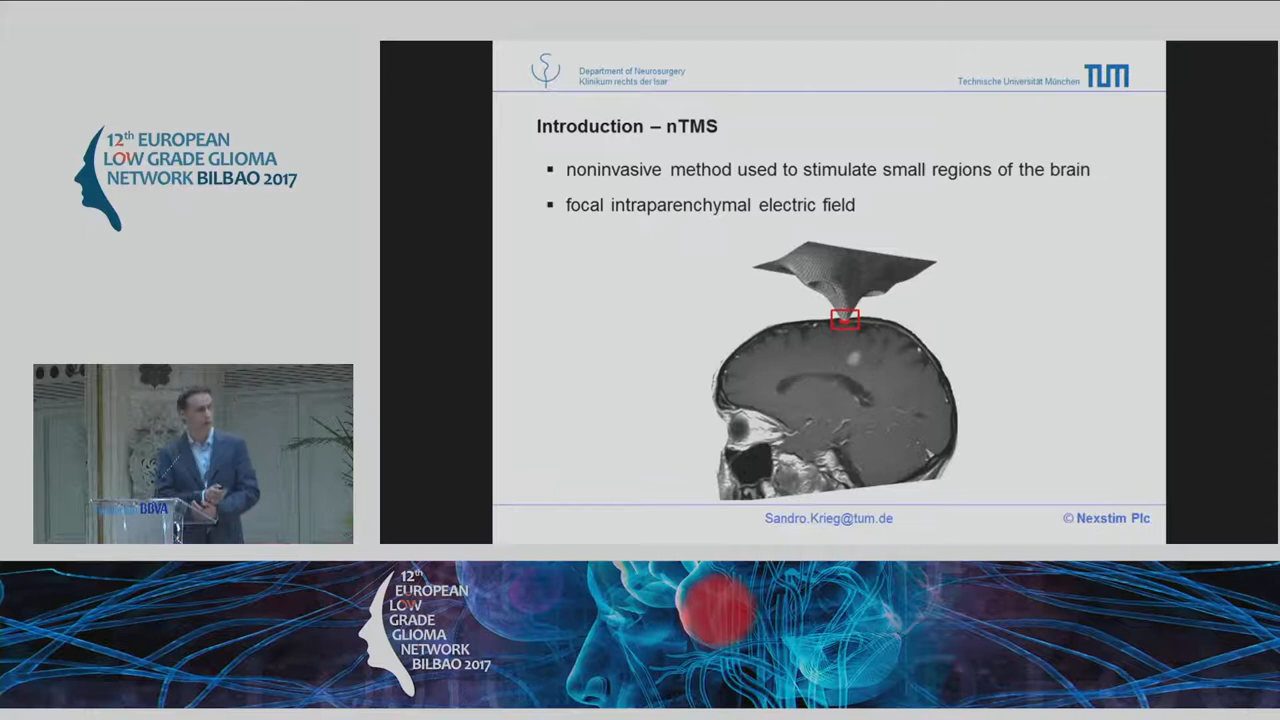 12th EUROPEAN
LOW GRADE GLIOMA
NETWORK BILBAO 2017
Department of Neurosurgery
Klinikum rechts der Isar
Technische Universität München TUM
Introduction – nTMS
▪ noninvasive method used to stimulate small regions of the brain
▪ focal intraparenchymal electric field
Sandro.Krieg@tum.de
© Nexstim Plc
BBVA
12th
EUROPEAN
LOW
GRADE
GLIOMA
NETWORK
BILBAO 2017